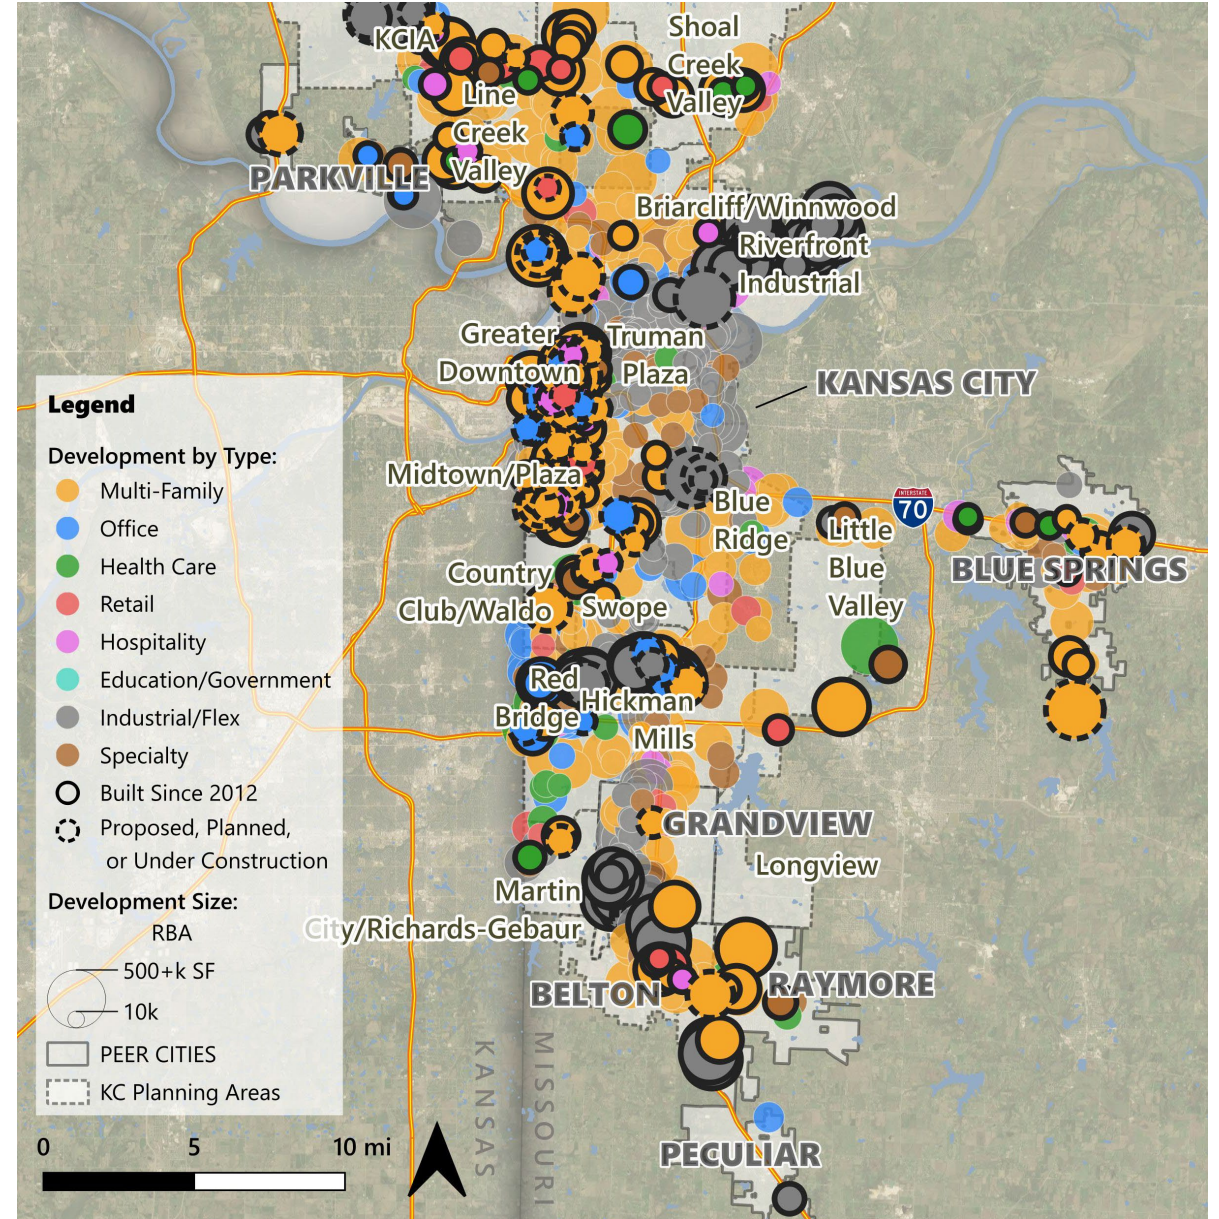 KCIA
Shoal
Creek
Valley
Line
Creek
Valley
PARKVILLE
Briarcliff/Winnwood
Riverfront
Industrial
Greater
Downtown
Truman
Plaza
KANSAS CITY
Midtown/Plaza
Blue
Ridge
INTERSTATE
70
Little
Blue
Valley
BLUE SPRINGS
Country
Club/Waldo
Swope
Red
Bridge
Hickman
Mills
GRANDVIEW
Longview
Martin
City/Richards-Gebaur
BELTON
RAYMORE
PECULIAR
KANSAS
MISSOURI
Legend
Development by Type:
Multi-Family
Office
Health Care
Retail
Hospitality
Education/Government
Industrial/Flex
Specialty
Built Since 2012
Proposed, Planned,
or Under Construction
Development Size:
RBA
500+k SF
10k
PEER CITIES
KC Planning Areas
0 5 10 mi